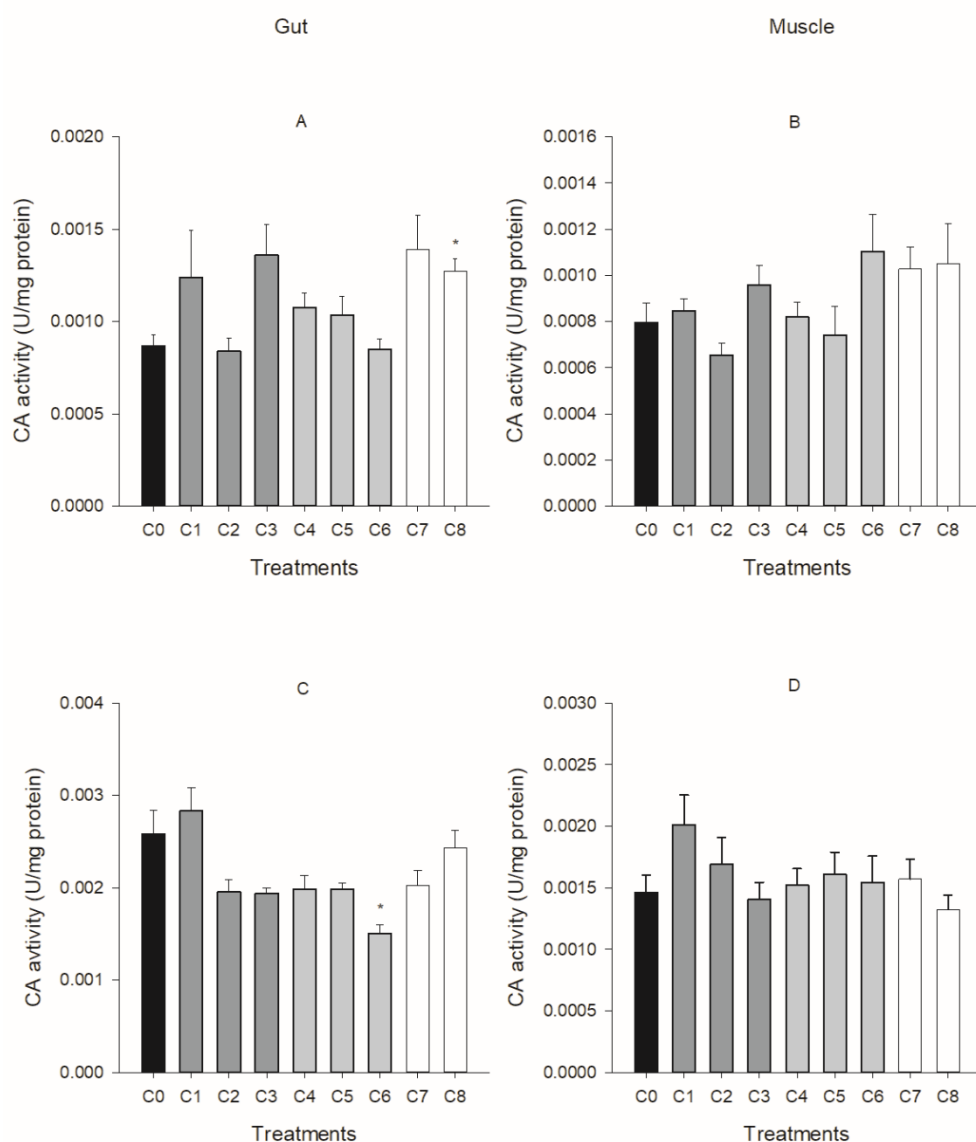 Gut
Muscle
A
CA activity (U/mg protein)
0.0020
0.0015
0.0010
0.0005
0.0000
*
C0 C1 C2 C3 C4 C5 C6 C7 C8
Treatments
B
CA activity (U/mg protein)
0.0016
0.0014
0.0012
0.0010
0.0008
0.0006
0.0004
0.0002
0.0000
C0 C1 C2 C3 C4 C5 C6 C7 C8
Treatments
C
CA avtivity (U/mg protein)
0.004
0.003
0.002
0.001
0.000
*
C0 C1 C2 C3 C4 C5 C6 C7 C8
Treatments
D
CA activity (U/mg protein)
0.0030
0.0025
0.0020
0.0015
0.0010
0.0005
0.0000
C0 C1 C2 C3 C4 C5 C6 C7 C8
Treatments